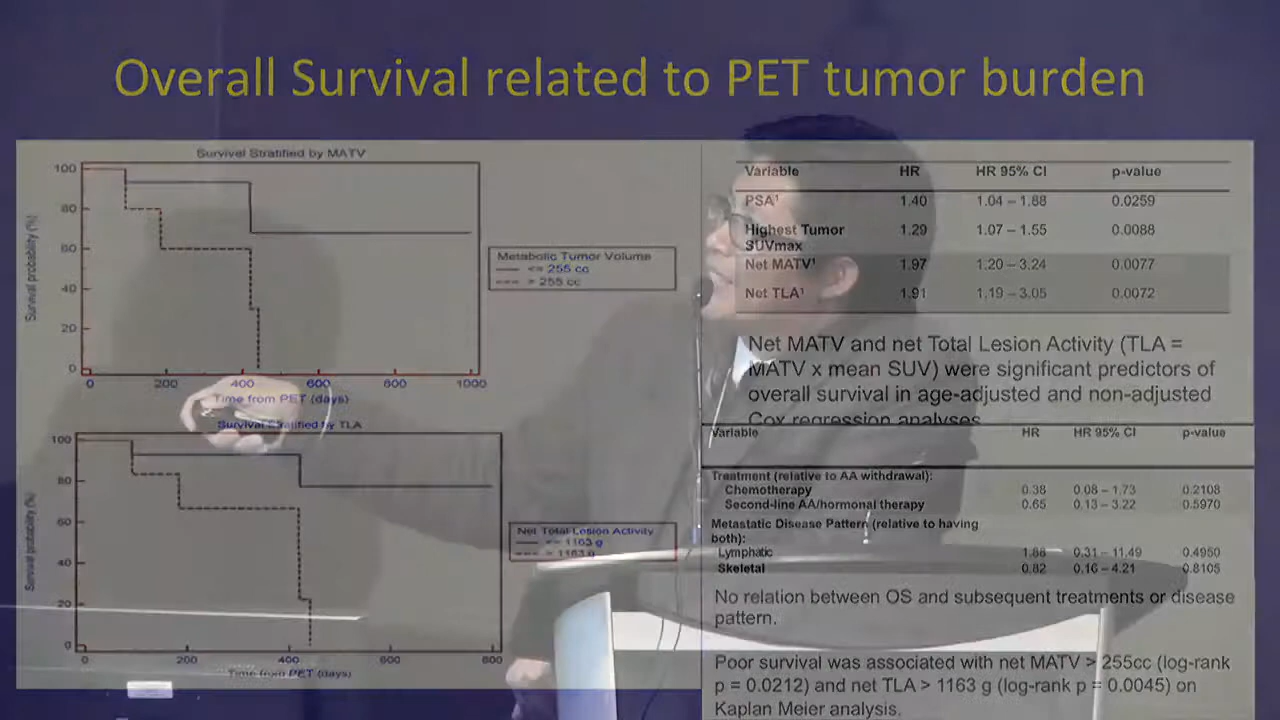 Overall Survival related to PET tumor burden
Survival Stratified by MATV
100
80
60
40
20
0
Survival probability (%)
0 200 400 600 800 1000
Time from PET (days)
Metabolic Tumor Volume
<= 255 cc
> 255 cc
Survival Stratified by TLA
100
80
60
40
20
0
Survival probability (%)
0 200 400 600 800
Time from PET (days)
Net Total Lesion Activity
<= 1163 g
> 1163 g
Variable HR HR 95% CI p-value
PSA¹ 1.40 1.04 – 1.88 0.0259
Highest Tumor
SUVmax 1.29 1.07 – 1.55 0.0088
Net MATV¹ 1.97 1.20 – 3.24 0.0077
Net TLA¹ 1.91 1.19 – 3.05 0.0072
Net MATV and net Total Lesion Activity (TLA =
MATV x mean SUV) were significant predictors of
overall survival in age-adjusted and non-adjusted
Cox regression analyses
Variable HR HR 95% CI p-value
Treatment (relative to AA withdrawal):
Chemotherapy 0.38 0.08 – 1.73 0.2108
Second-line AA/hormonal therapy 0.65 0.13 – 3.22 0.5970
Metastatic Disease Pattern (relative to having
both):
Lymphatic 1.88 0.31 – 11.49 0.4950
Skeletal 0.82 0.16 – 4.21 0.8105
No relation between OS and subsequent treatments or disease
pattern.
Poor survival was associated with net MATV > 255cc (log-rank
p = 0.0212) and net TLA > 1163 g (log-rank p = 0.0045) on
Kaplan Meier analysis.